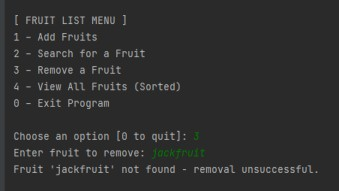 [ FRUIT LIST MENU ]
1 - Add Fruits
2 - Search for a Fruit
3 - Remove a Fruit
4 - View All Fruits (Sorted)
0 - Exit Program
Choose an option [0 to quit]: 3
Enter fruit to remove: jackfruit
Fruit 'jackfruit' not found - removal unsuccessful.